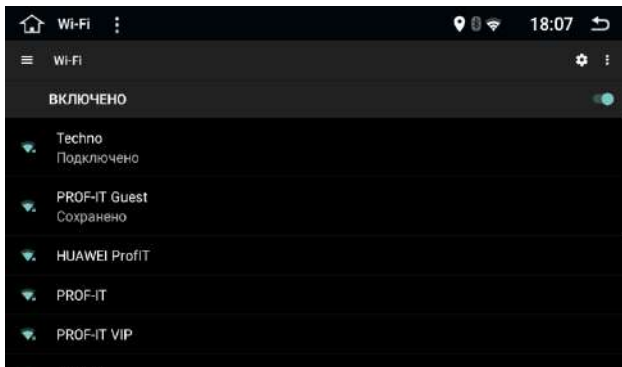 Wi-Fi 18:07
Wi-Fi
ВКЛЮЧЕНО
Techno
Подключено
PROF-IT Guest
Сохранено
HUAWEI ProfIT
PROF-IT
PROF-IT VIP